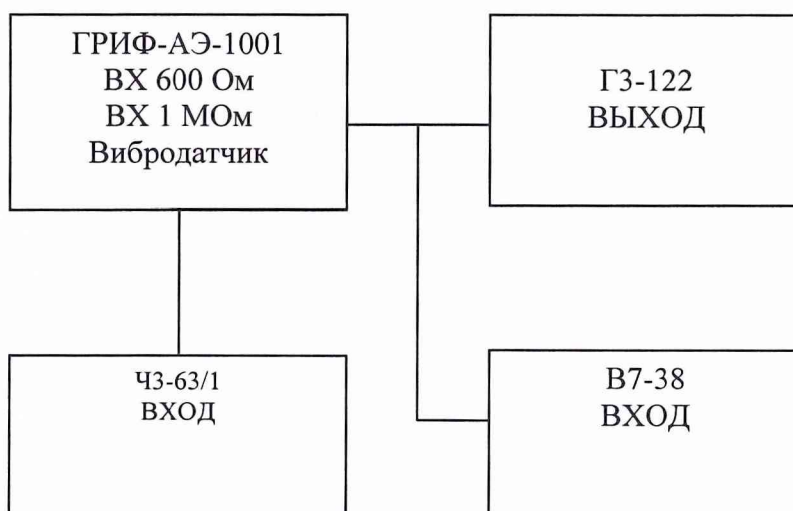 ГРИФ-АЭ-1001
ВХ 600 Ом
ВХ 1 МОм
Вибродатчик
Г3-122
ВЫХОД
Ч3-63/1
ВХОД
В7-38
ВХОД